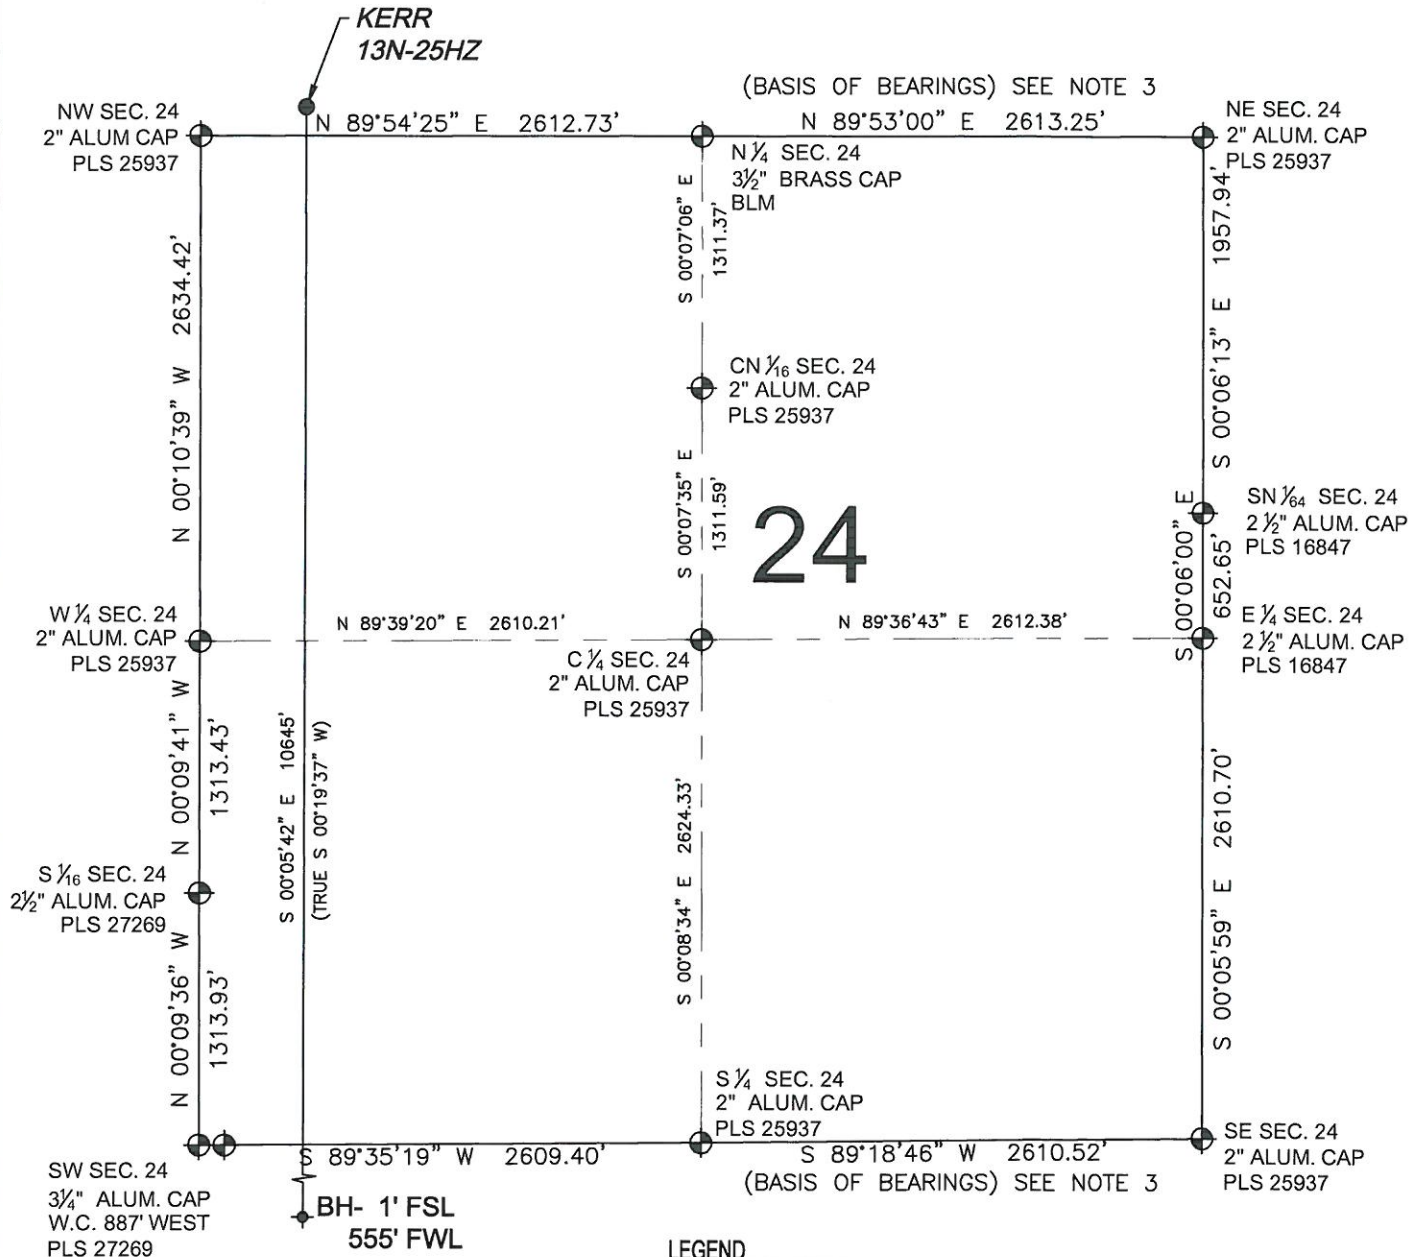 KERR
13N-25HZ
(BASIS OF BEARINGS) SEE NOTE 3
NW SEC. 24
2" ALUM CAP
PLS 25937
N 89°54'25" E 2612.73'
N 89°53'00" E 2613.25'
NE SEC. 24
2" ALUM. CAP
PLS 25937
N ¼ SEC. 24
3½" BRASS CAP
BLM
S 00°07'06" E
1311.37'
S 00°06'13" E 1957.94'
N 00°10'39" W 2634.42'
CN 1⁄16 SEC. 24
2" ALUM. CAP
PLS 25937
S 00°07'35" E
1311.59'
24
SN 1⁄64 SEC. 24
2 ½" ALUM. CAP
PLS 16847
S 00°06'00" E
652.65'
W ¼ SEC. 24
2" ALUM. CAP
PLS 25937
N 89°39'20" E 2610.21'
N 89°36'43" E 2612.38'
E ¼ SEC. 24
2 ½" ALUM. CAP
PLS 16847
C ¼ SEC. 24
2" ALUM. CAP
PLS 25937
N 00°09'41" W
1313.43'
S 00°05'42" E 10645'
(TRUE S 00°19'37" W)
S 00°08'34" E 2624.33'
S 00°05'59" E 2610.70'
S 1⁄16 SEC. 24
2½" ALUM. CAP
PLS 27269
N 00°09'36" W
1313.93'
S ¼ SEC. 24
2" ALUM. CAP
PLS 25937
S 89°35'19" W 2609.40'
S 89°18'46" W 2610.52'
(BASIS OF BEARINGS) SEE NOTE 3
SE SEC. 24
2" ALUM. CAP
PLS 25937
SW SEC. 24
3¼" ALUM. CAP
W.C. 887' WEST
PLS 27269
BH- 1' FSL
555' FWL
LEGEND